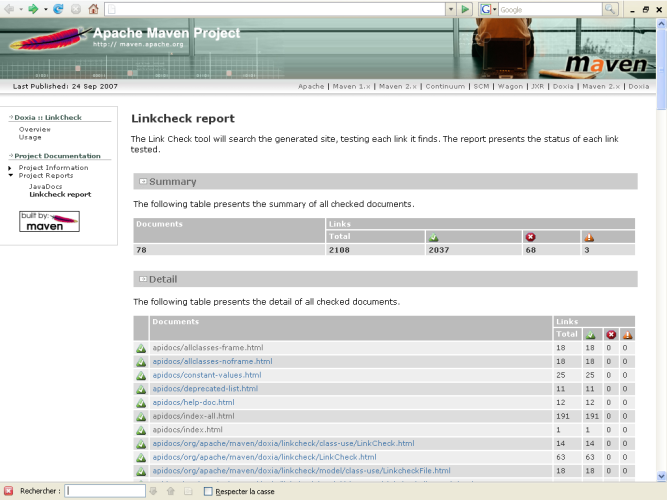 Google
Apache Maven Project
http:// maven.apache.org
maven
Last Published: 24 Sep 2007
Apache | Maven 1.x | Maven 2.x | Continuum | SCM | Wagon | JXR | Doxia | Maven 2.x | Doxia
Doxia :: LinkCheck
Overview
Usage
Project Documentation
Project Information
Project Reports
JavaDocs
Linkcheck report
built by:
maven
Linkcheck report
The Link Check tool will search the generated site, testing each link it finds. The report presents the status of each link
tested.
Summary
The following table presents the summary of all checked documents.
Documents Links
Total
78 2108 2037 68 3
Detail
The following table presents the detail of all checked documents.
Documents Links
Total
apidocs/allclasses-frame.html 18 18 0 0
apidocs/allclasses-noframe.html 18 18 0 0
apidocs/constant-values.html 25 25 0 0
apidocs/deprecated-list.html 11 11 0 0
apidocs/help-doc.html 12 12 0 0
apidocs/index-all.html 191 191 0 0
apidocs/index.html 1 1 0 0
apidocs/org/apache/maven/doxia/linkcheck/class-use/LinkCheck.html 14 14 0 0
apidocs/org/apache/maven/doxia/linkcheck/LinkCheck.html 63 63 0 0
apidocs/org/apache/maven/doxia/linkcheck/model/class-use/LinkcheckFile.html 18 18 0 0
Rechercher : Respecter la casse